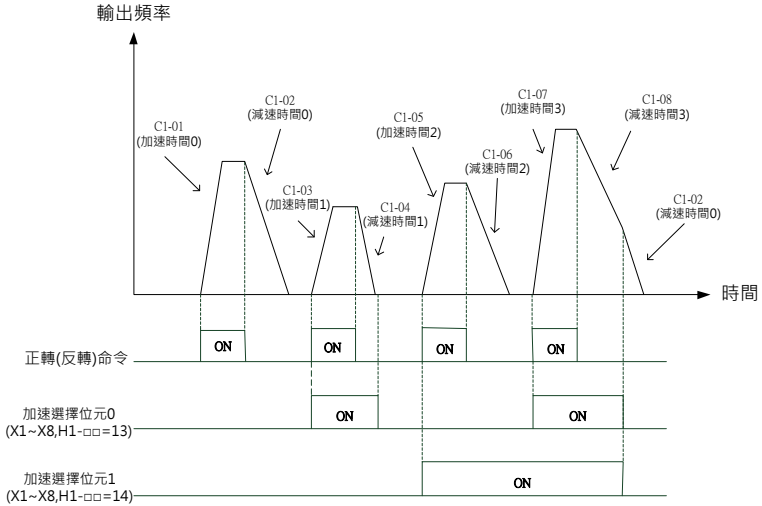 輸出頻率
C1-01
(加速時間0)
C1-02
(減速時間0)
C1-03
(加速時間1)
C1-04
(減速時間1)
C1-05
(加速時間2)
C1-06
(減速時間2)
C1-07
(加速時間3)
C1-08
(減速時間3)
C1-02
(減速時間0)
時間
正轉(反轉)命令
ON
ON
ON
ON
加速選擇位元0
(X1~X8,H1-□□=13)
ON
ON
加速選擇位元1
(X1~X8,H1-□□=14)
ON